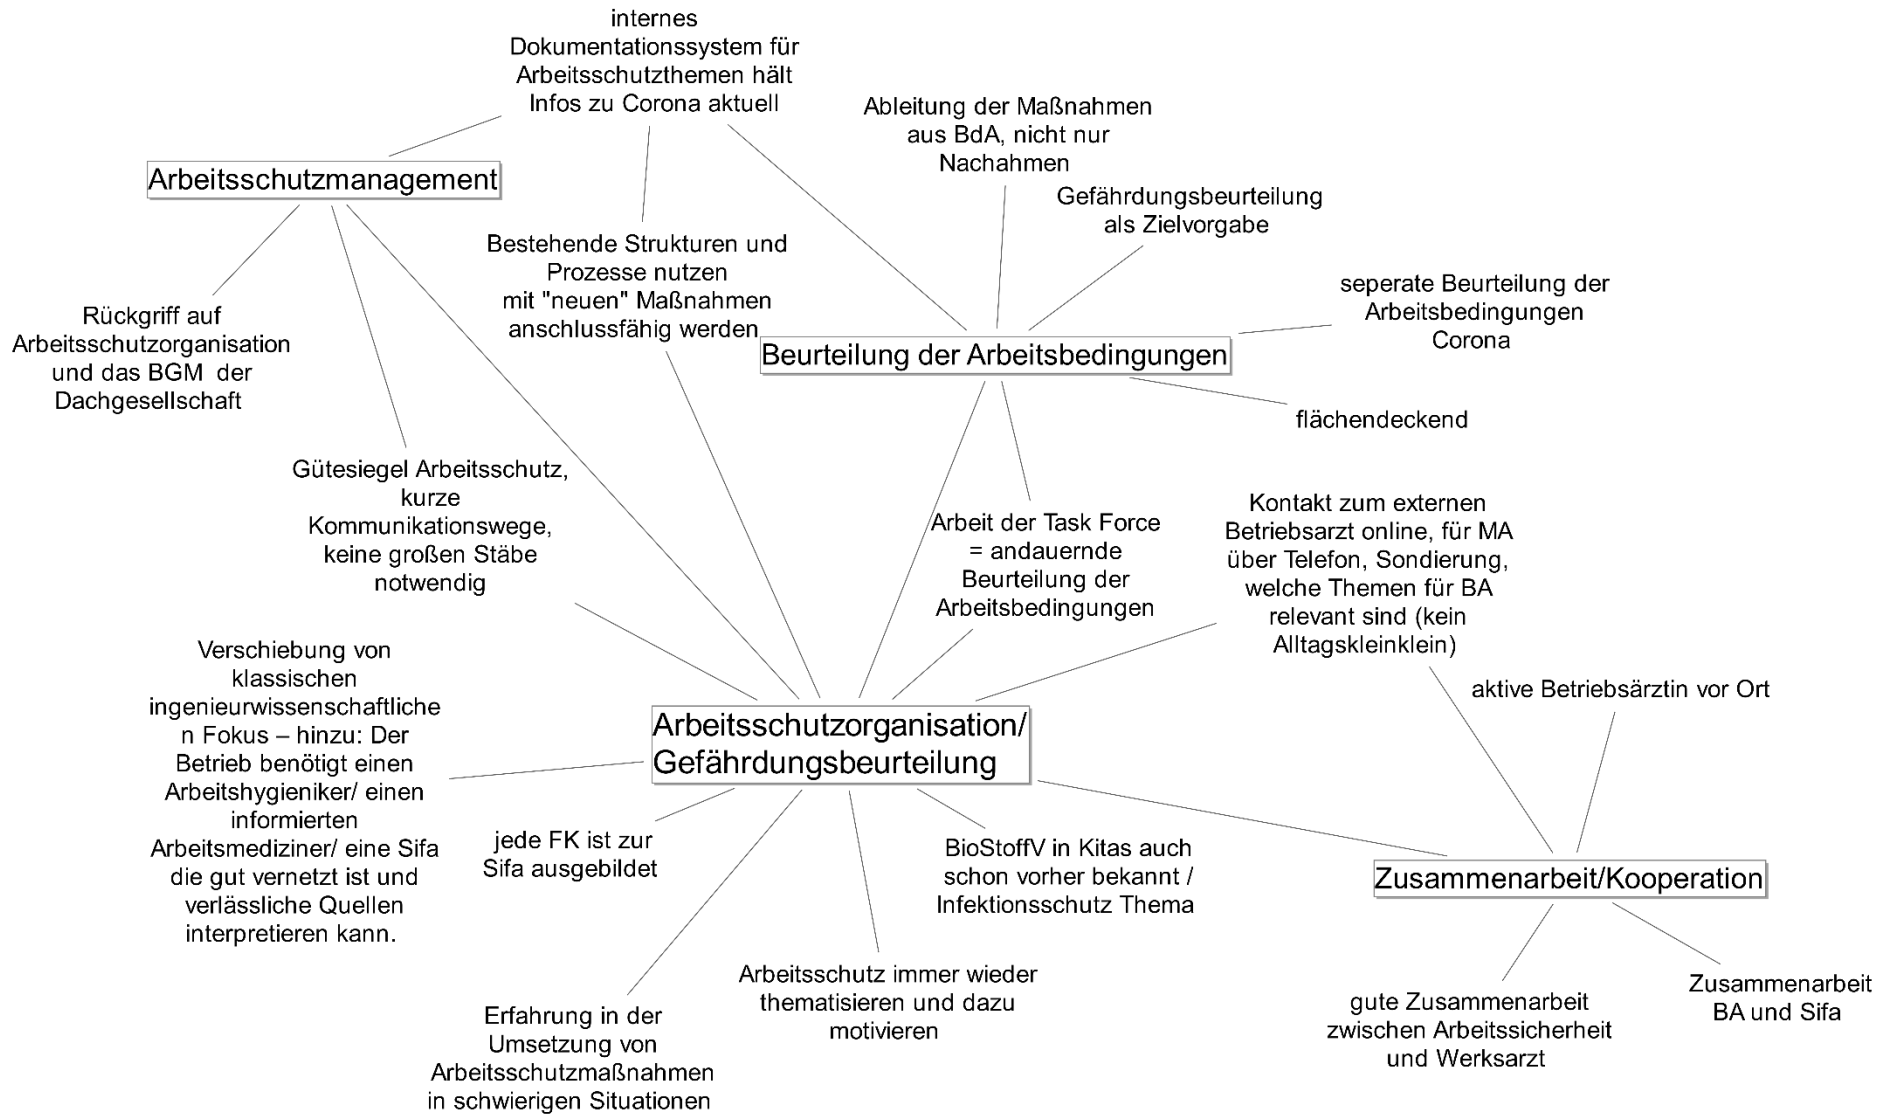 internes
Dokumentationssystem für
Arbeitsschutzthemen hält
Infos zu Corona aktuell
Ableitung der Maßnahmen
aus BdA, nicht nur
Nachahmen
Arbeitsschutzmanagement
Gefährdungsbeurteilung
als Zielvorgabe
Bestehende Strukturen und
Prozesse nutzen
mit "neuen" Maßnahmen
anschlussfähig werden
seperate Beurteilung der
Arbeitsbedingungen
Corona
Rückgriff auf
Arbeitsschutzorganisation
und das BGM der
Dachgesellschaft
Beurteilung der Arbeitsbedingungen
flächendeckend
Gütesiegel Arbeitsschutz,
kurze
Kommunikationswege,
keine großen Stäbe
notwendig
Arbeit der Task Force
= andauernde
Beurteilung der
Arbeitsbedingungen
Kontakt zum externen
Betriebsarzt online, für MA
über Telefon, Sondierung,
welche Themen für BA
relevant sind (kein
Alltagskleinklein)
Verschiebung von
klassischen
ingenieurwissenschaftliche
n Fokus – hinzu: Der
Betrieb benötigt einen
Arbeitshygieniker/ einen
informierten
Arbeitsmediziner/ eine Sifa
die gut vernetzt ist und
verlässliche Quellen
interpretieren kann.
aktive Betriebsärztin vor Ort
Arbeitsschutzorganisation/
Gefährdungsbeurteilung
jede FK ist zur
Sifa ausgebildet
BioStoffV in Kitas auch
schon vorher bekannt /
Infektionsschutz Thema
Zusammenarbeit/Kooperation
Arbeitsschutz immer wieder
thematisieren und dazu
motivieren
Erfahrung in der
Umsetzung von
Arbeitsschutzmaßnahmen
in schwierigen Situationen
gute Zusammenarbeit
zwischen Arbeitssicherheit
und Werksarzt
Zusammenarbeit
BA und Sifa